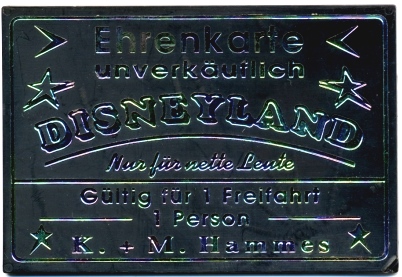 Ehrenkarte
unverkäuflich
DISNEYLAND
Nur für nette Leute
Gültig für 1 Freifahrt
1 Person
K. + M. Hammes